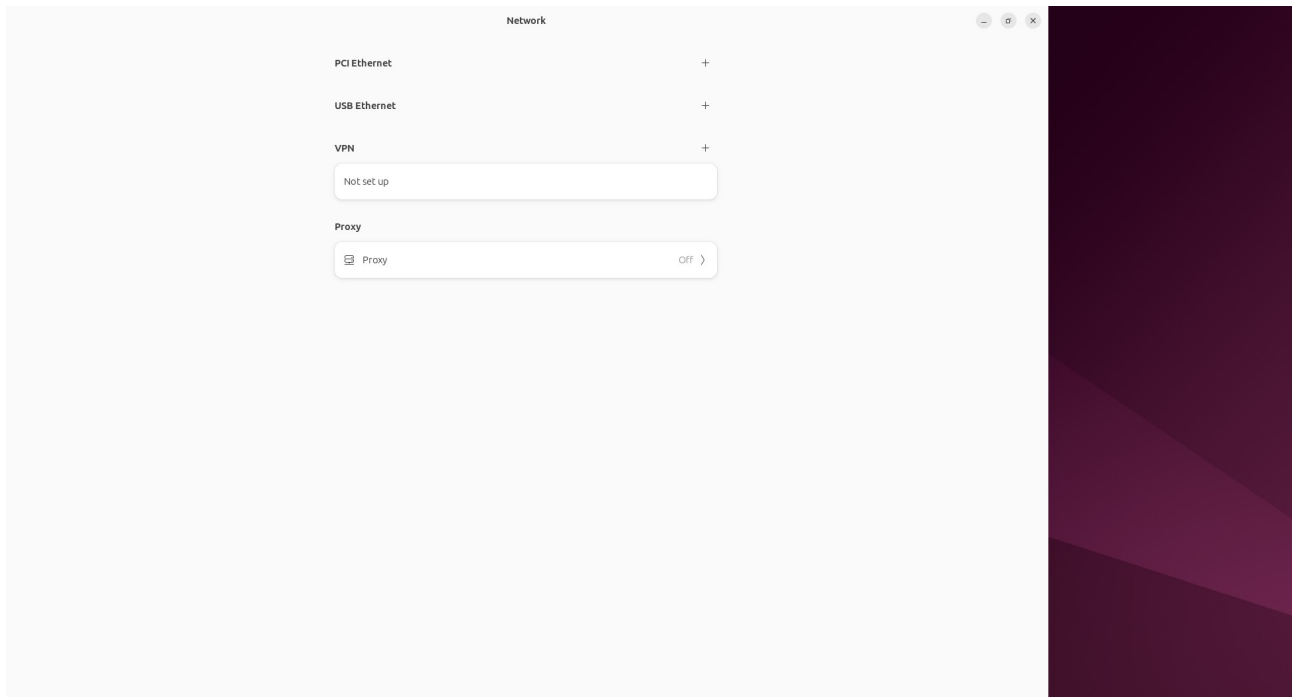 Network
PCI Ethernet
USB Ethernet
VPN
Not set up
Proxy
Proxy Off